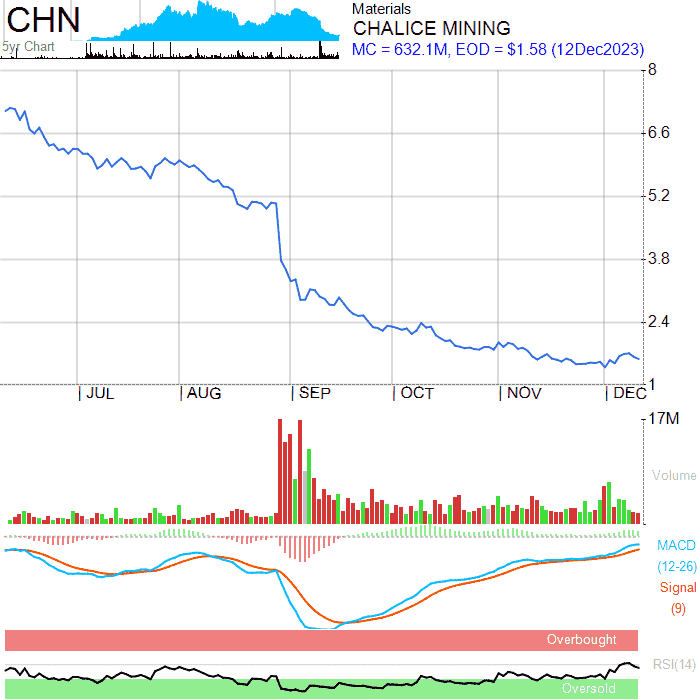 CHN
5yr Chart
Materials
CHALICE MINING
MC = 632.1M, EOD = $1.58 (12Dec2023)
8
6.6
5.2
3.8
2.4
1
| JUL | AUG | SEP | OCT | NOV | DEC
17M
Volume
MACD
(12-26)
Signal
(9)
Overbought
RSI(14)
Oversold